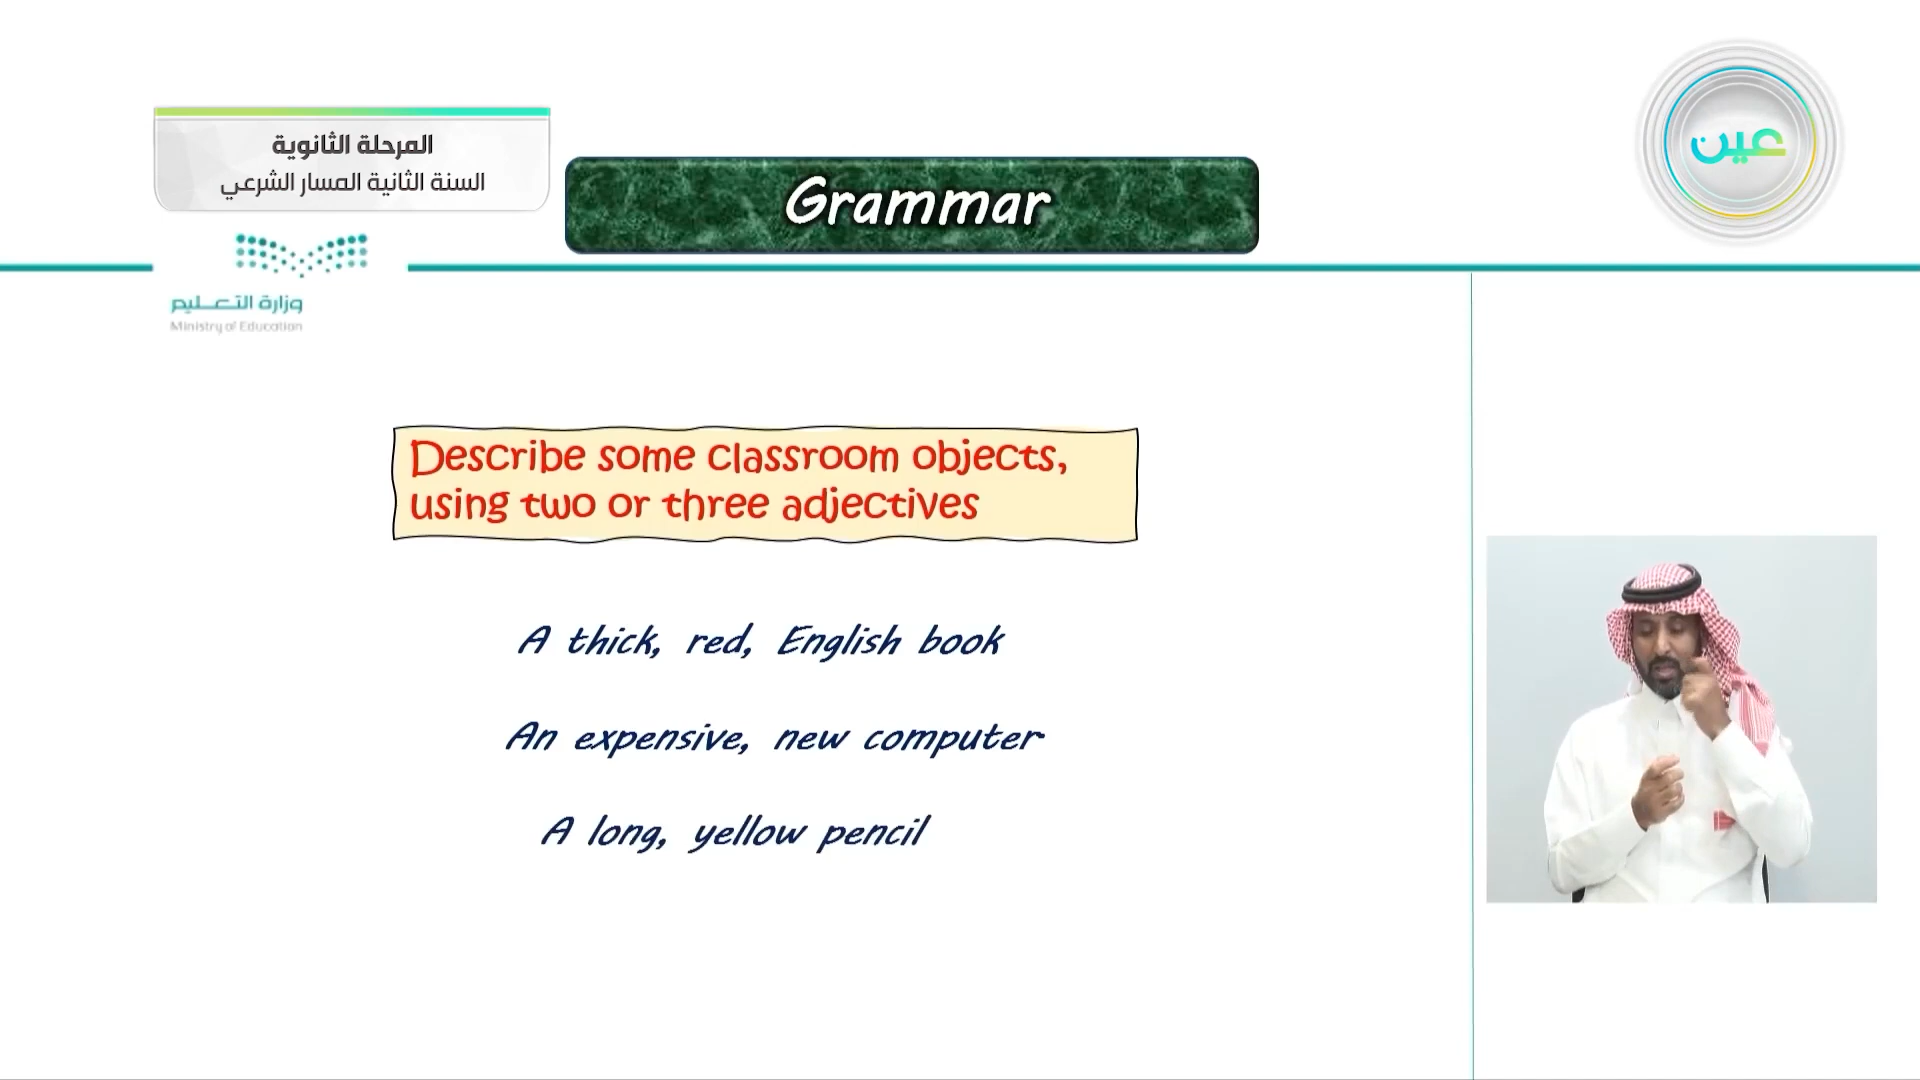 المرحلة الثانوية
السنة الثانية المسار الشرعي
Grammar
عين
وزارة التعليم
Ministry of Education
Describe some classroom objects,
using two or three adjectives
A thick, red, English book
An expensive, new computer
A long, yellow pencil